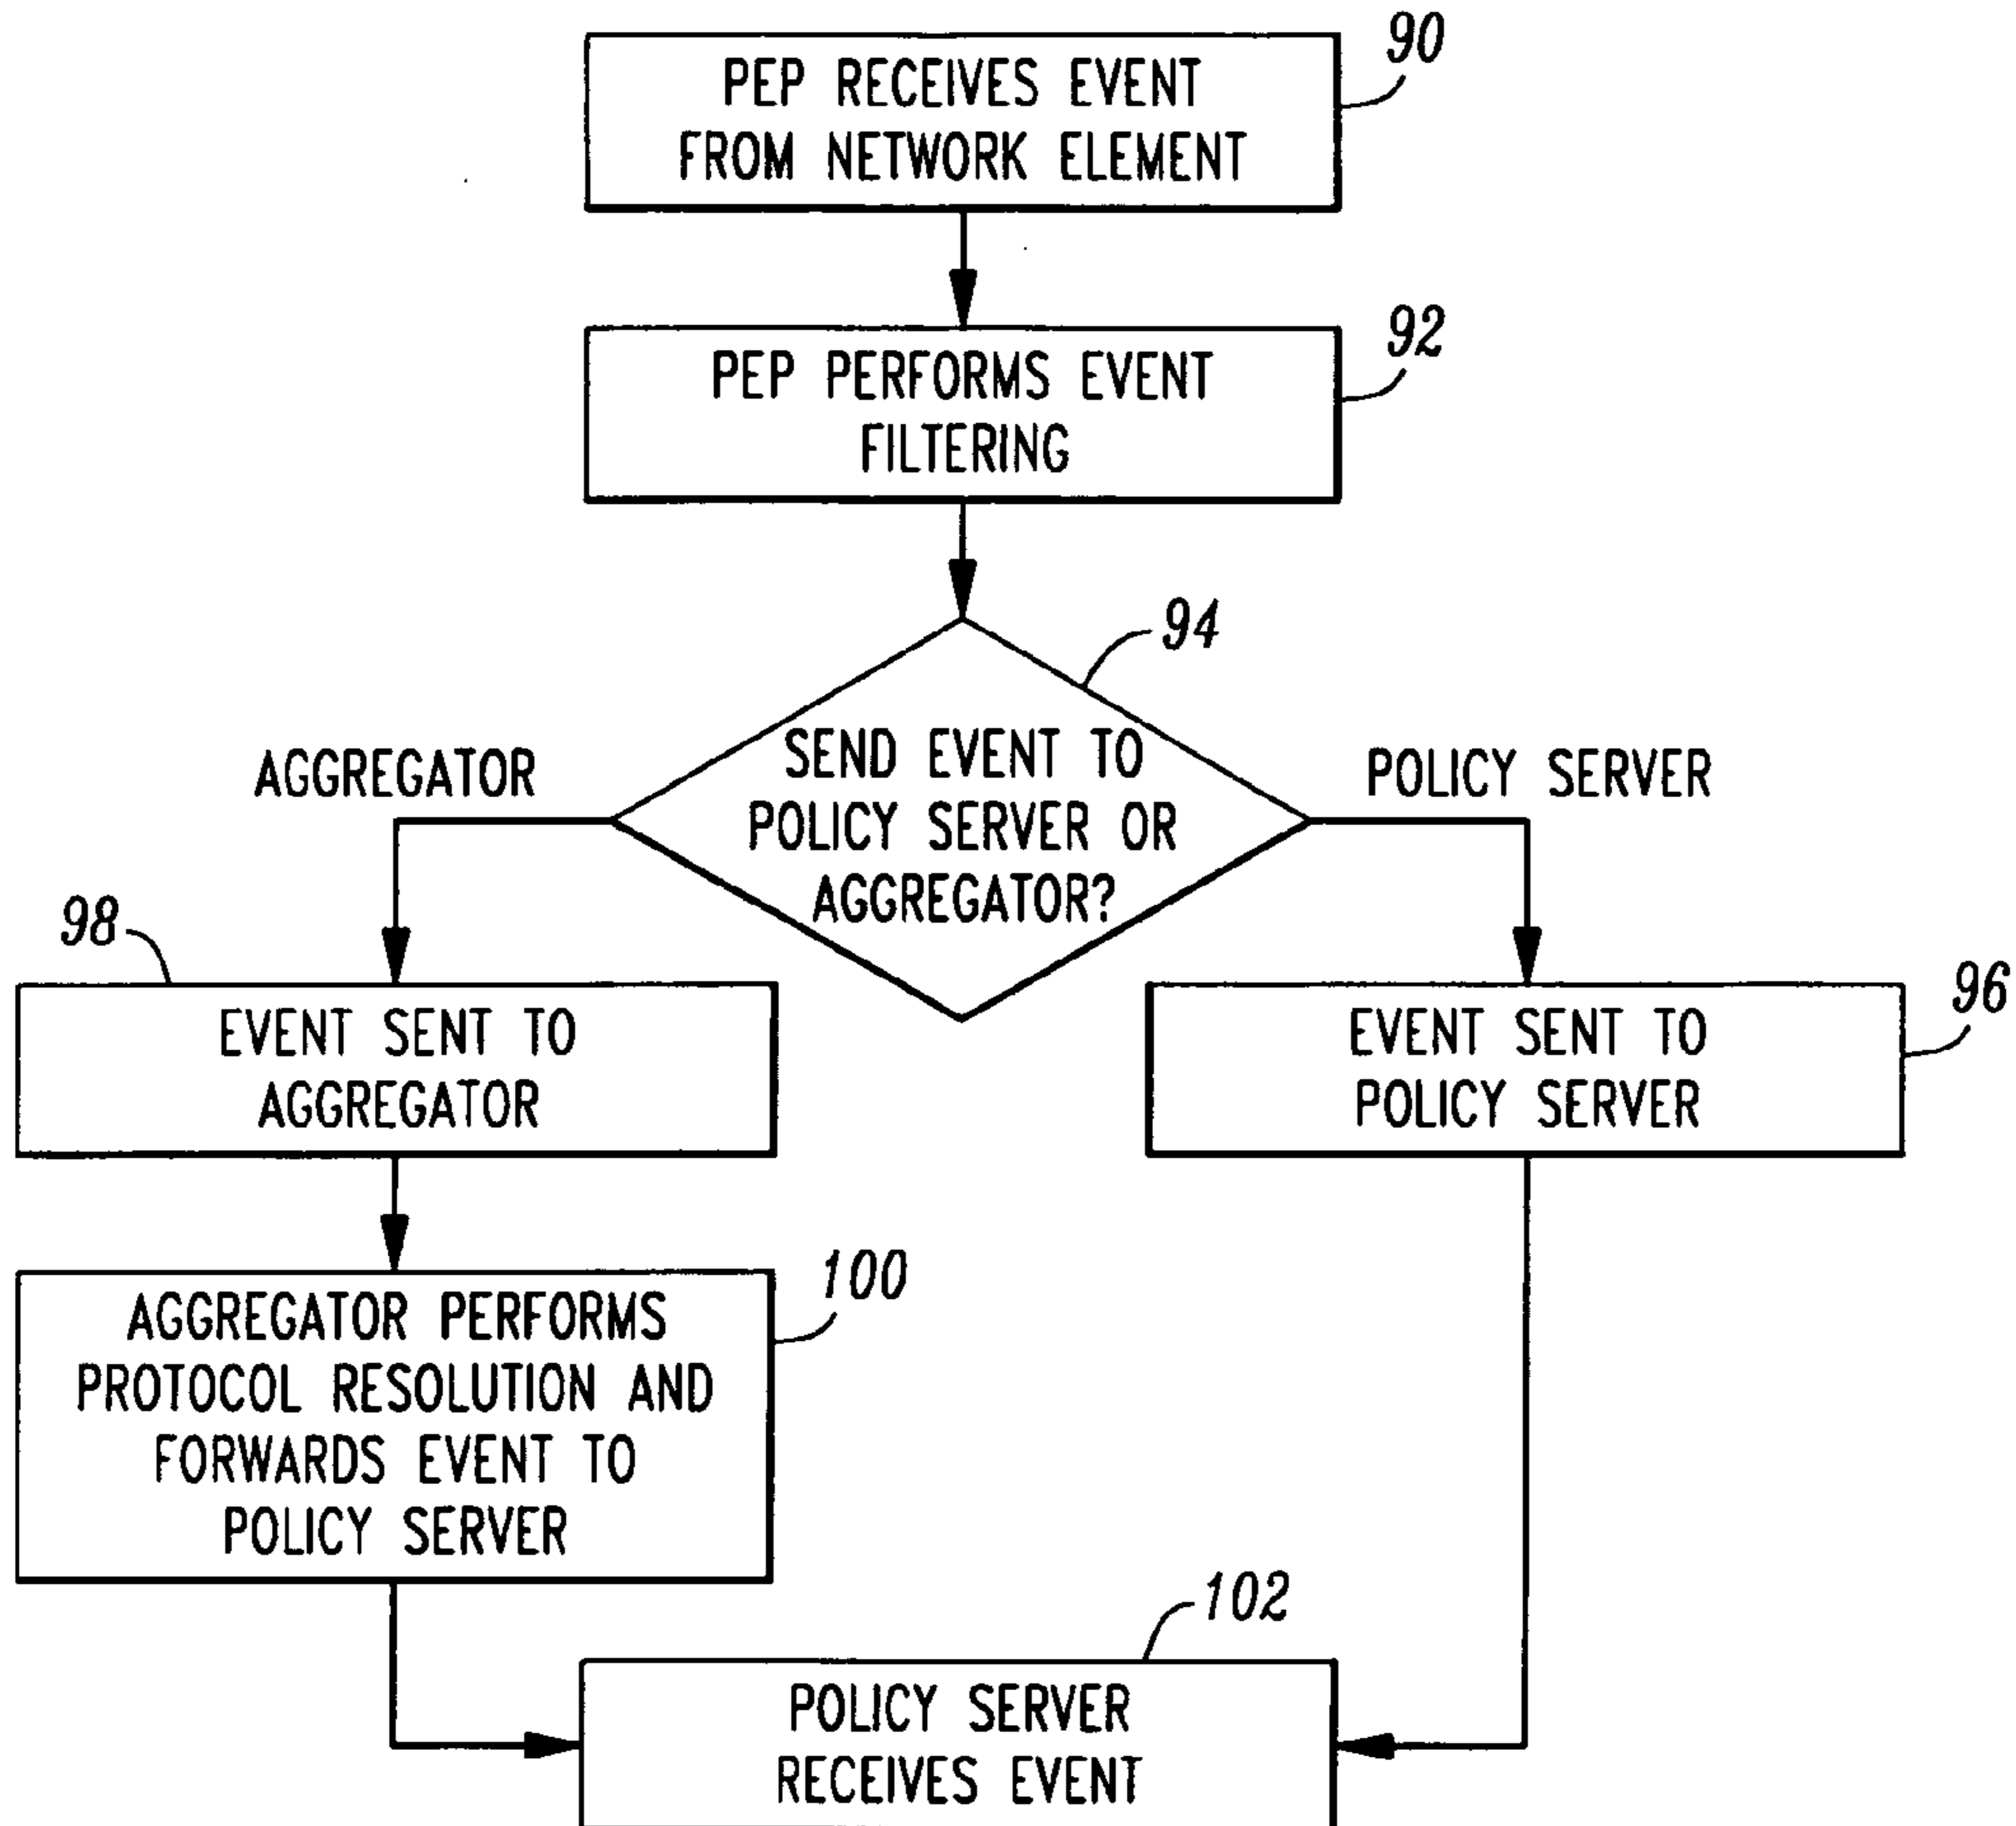 90
PEP RECEIVES EVENT
FROM NETWORK ELEMENT
92
PEP PERFORMS EVENT
FILTERING
94
SEND EVENT TO
POLICY SERVER OR
AGGREGATOR?
AGGREGATOR
POLICY SERVER
98
EVENT SENT TO
AGGREGATOR
96
EVENT SENT TO
POLICY SERVER
100
AGGREGATOR PERFORMS
PROTOCOL RESOLUTION AND
FORWARDS EVENT TO
POLICY SERVER
102
POLICY SERVER
RECEIVES EVENT